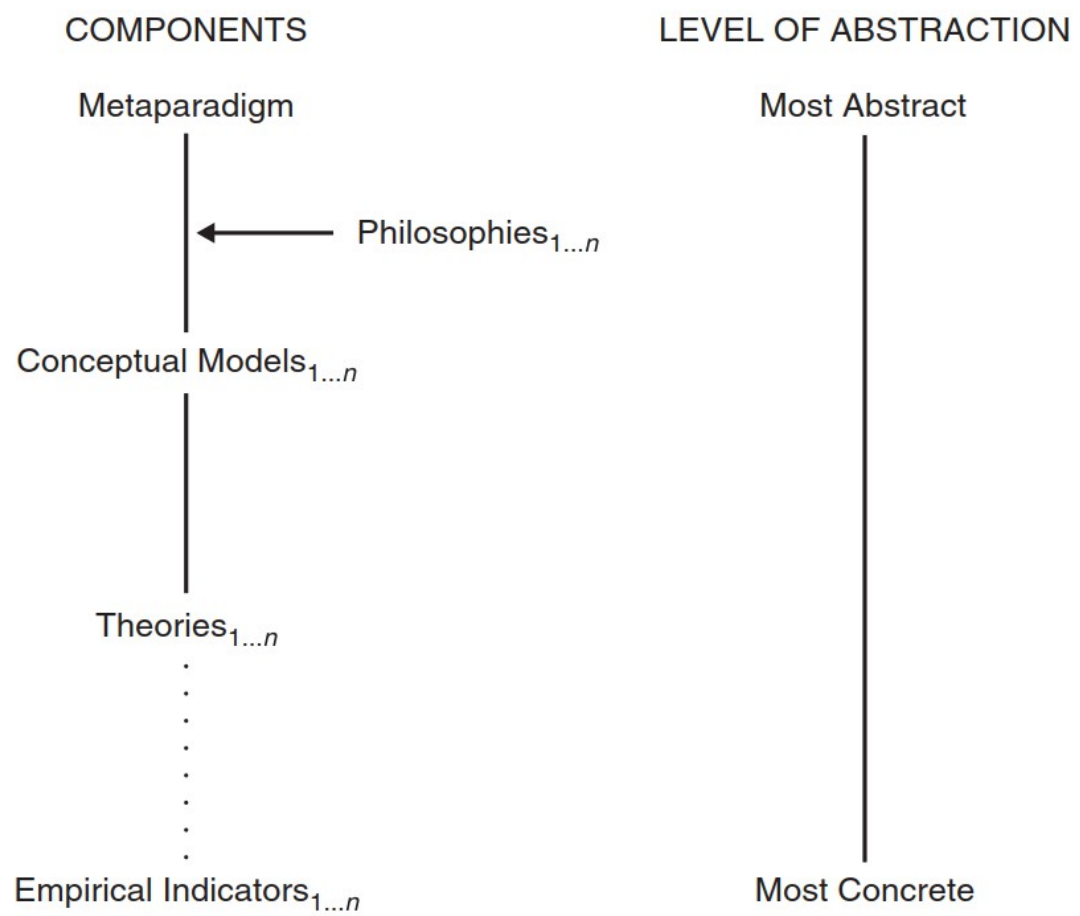 COMPONENTS LEVEL OF ABSTRACTION
Metaparadigm Most Abstract
Philosophies1...n
Conceptual Models1...n
Theories1...n
Empirical Indicators1...n Most Concrete